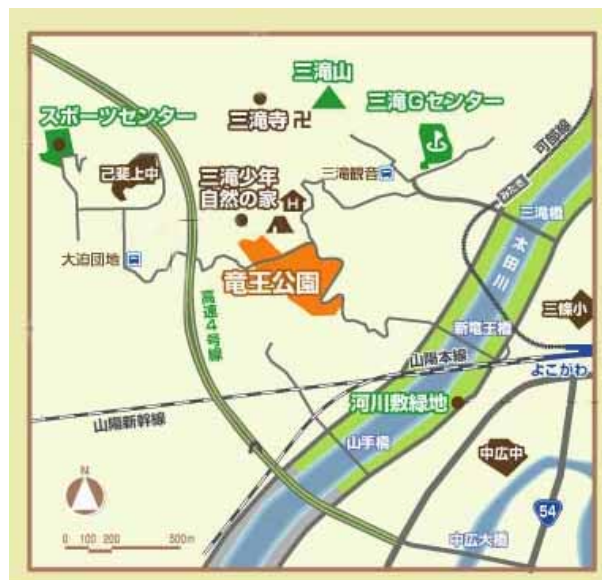 三滝山
スポーツセンター
三滝寺
卍
三滝Gセンター
可部線
己斐上中
三滝少年
自然の家
三滝観音
みたき
三滝橋
H
太田川
大迫団地
竜王公園
高速4号線
三篠小
新竜王橋
山陽本線
よこがわ
河川敷緑地
山陽新幹線
山手橋
中広中
N
54
0 100 200 500m
中広大橋